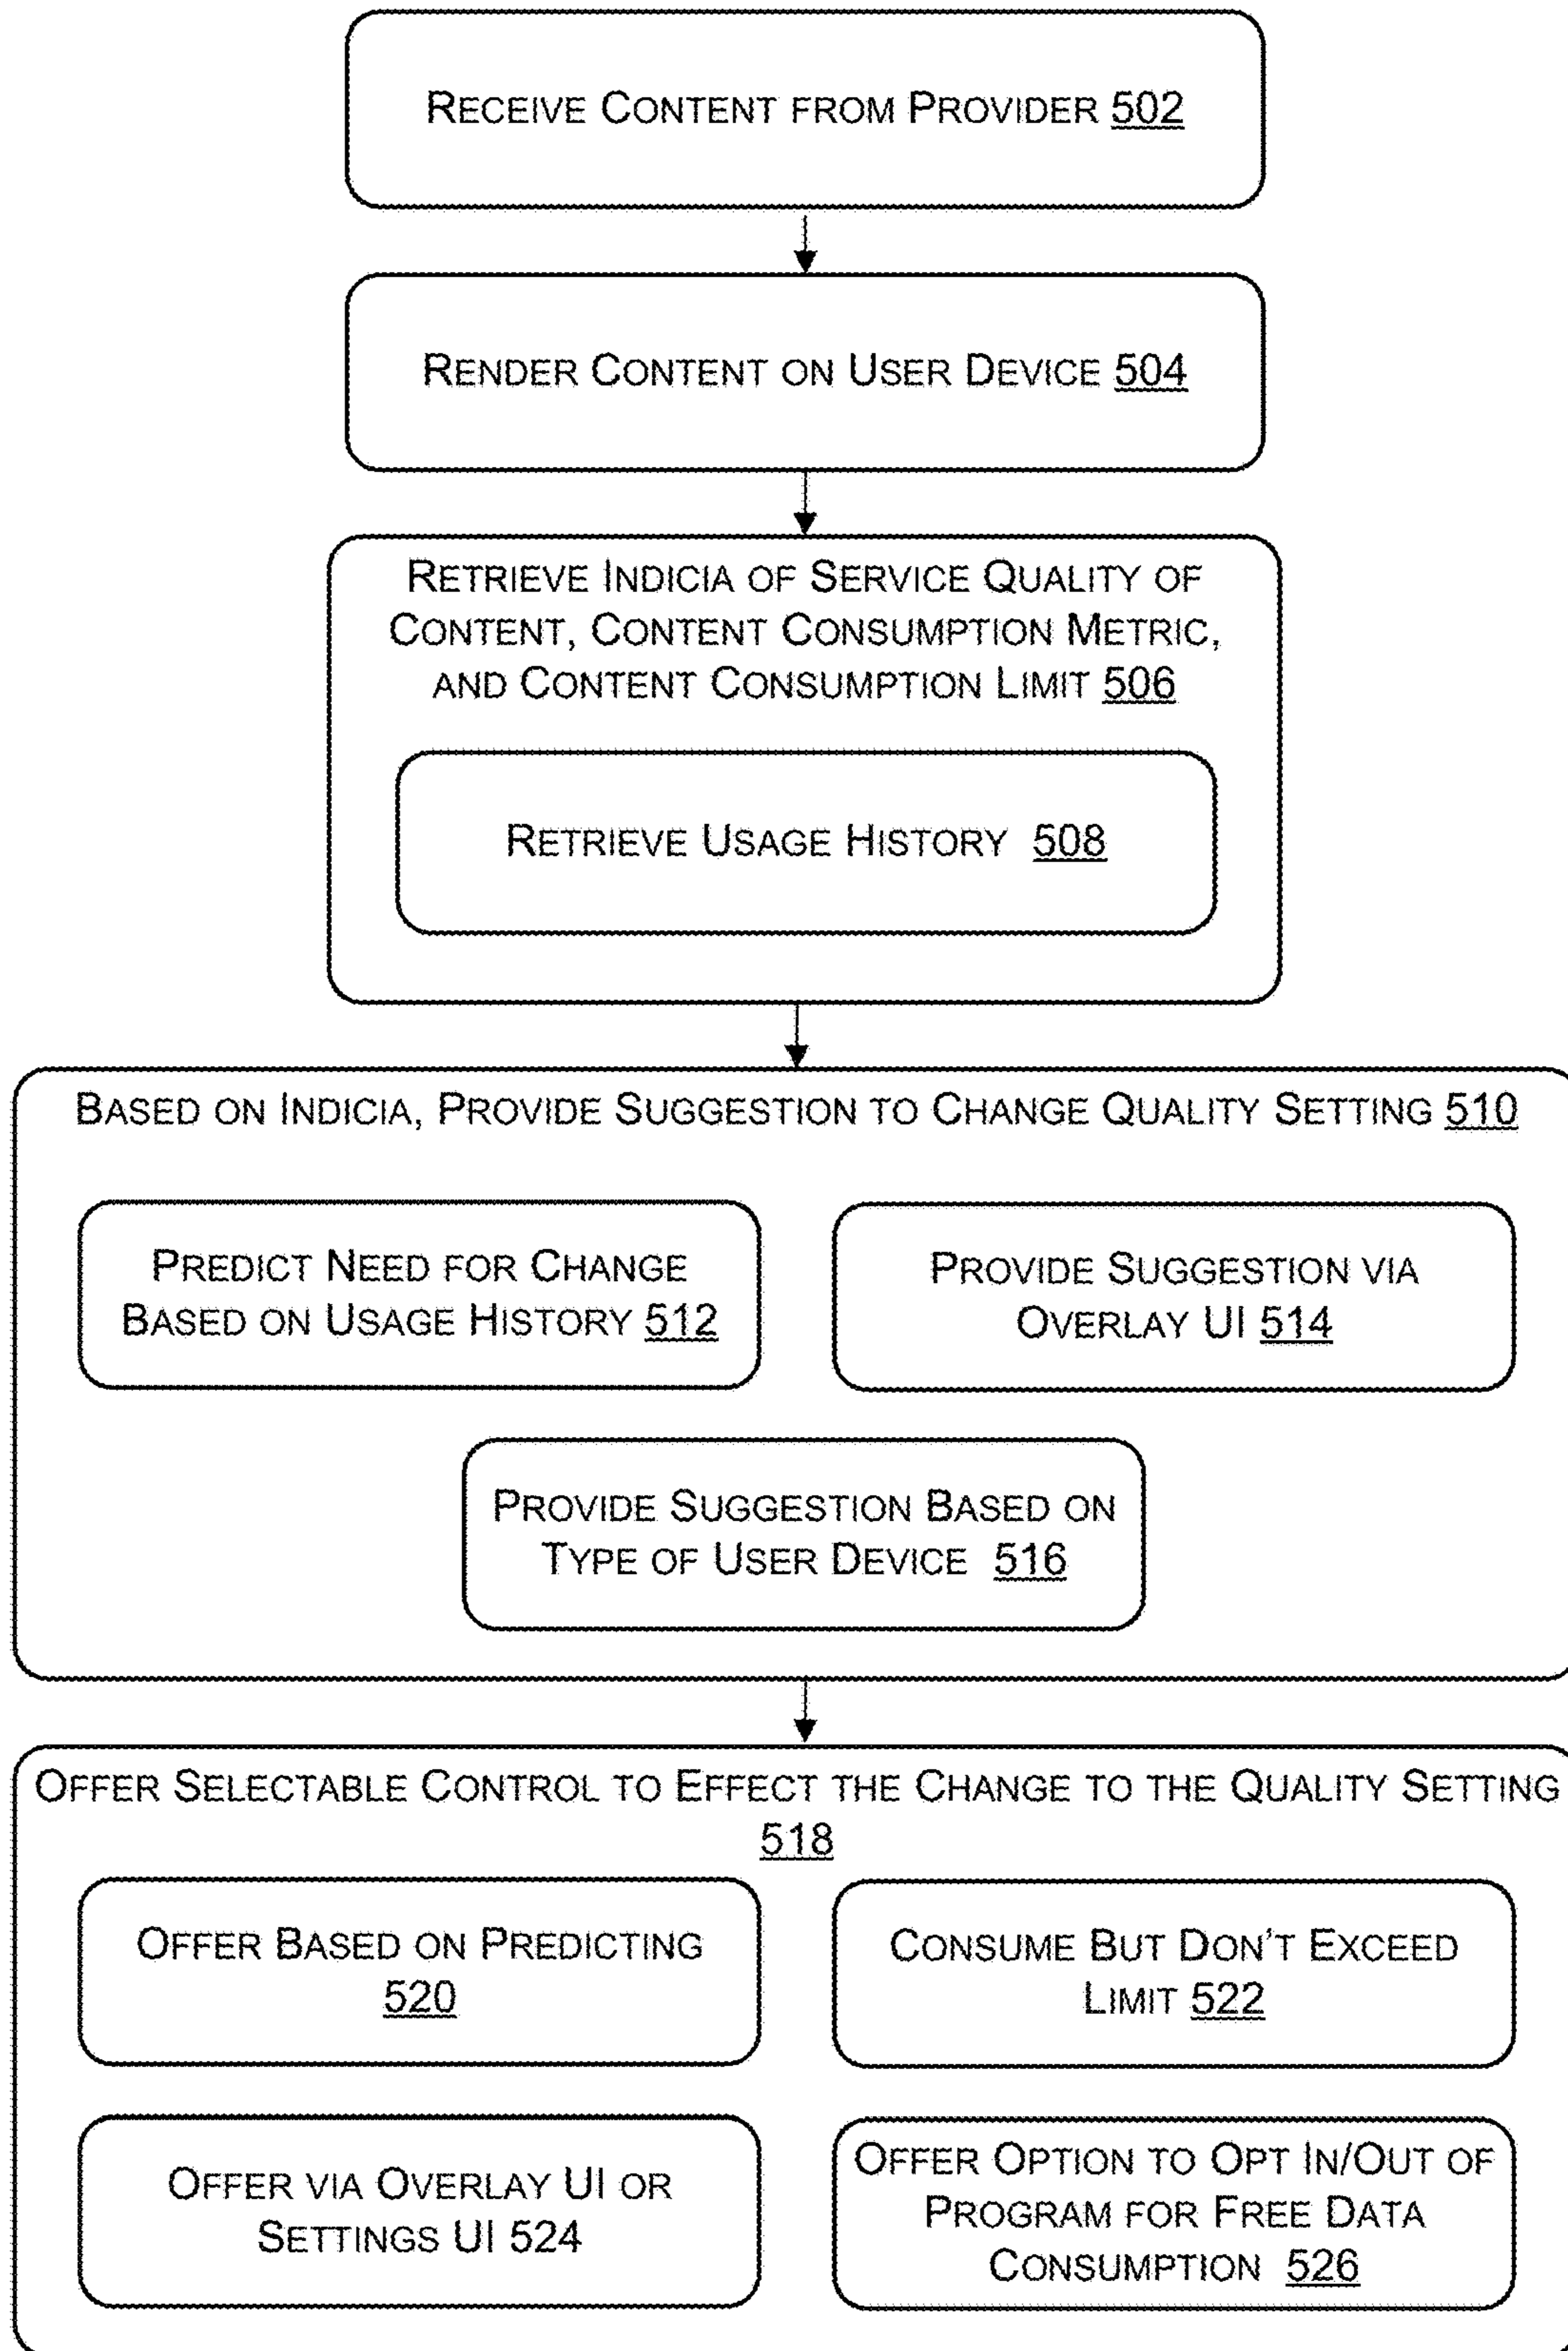 RECEIVE CONTENT FROM PROVIDER 502
RENDER CONTENT ON USER DEVICE 504
RETRIEVE INDICIA OF SERVICE QUALITY OF
CONTENT, CONTENT CONSUMPTION METRIC,
AND CONTENT CONSUMPTION LIMIT 506
RETRIEVE USAGE HISTORY 508
BASED ON INDICIA, PROVIDE SUGGESTION TO CHANGE QUALITY SETTING 510
PREDICT NEED FOR CHANGE
BASED ON USAGE HISTORY 512
PROVIDE SUGGESTION VIA
OVERLAY UI 514
PROVIDE SUGGESTION BASED ON
TYPE OF USER DEVICE 516
OFFER SELECTABLE CONTROL TO EFFECT THE CHANGE TO THE QUALITY SETTING
518
OFFER BASED ON PREDICTING
520
CONSUME BUT DON'T EXCEED
LIMIT 522
OFFER VIA OVERLAY UI OR
SETTINGS UI 524
OFFER OPTION TO OPT IN/OUT OF
PROGRAM FOR FREE DATA
CONSUMPTION 526